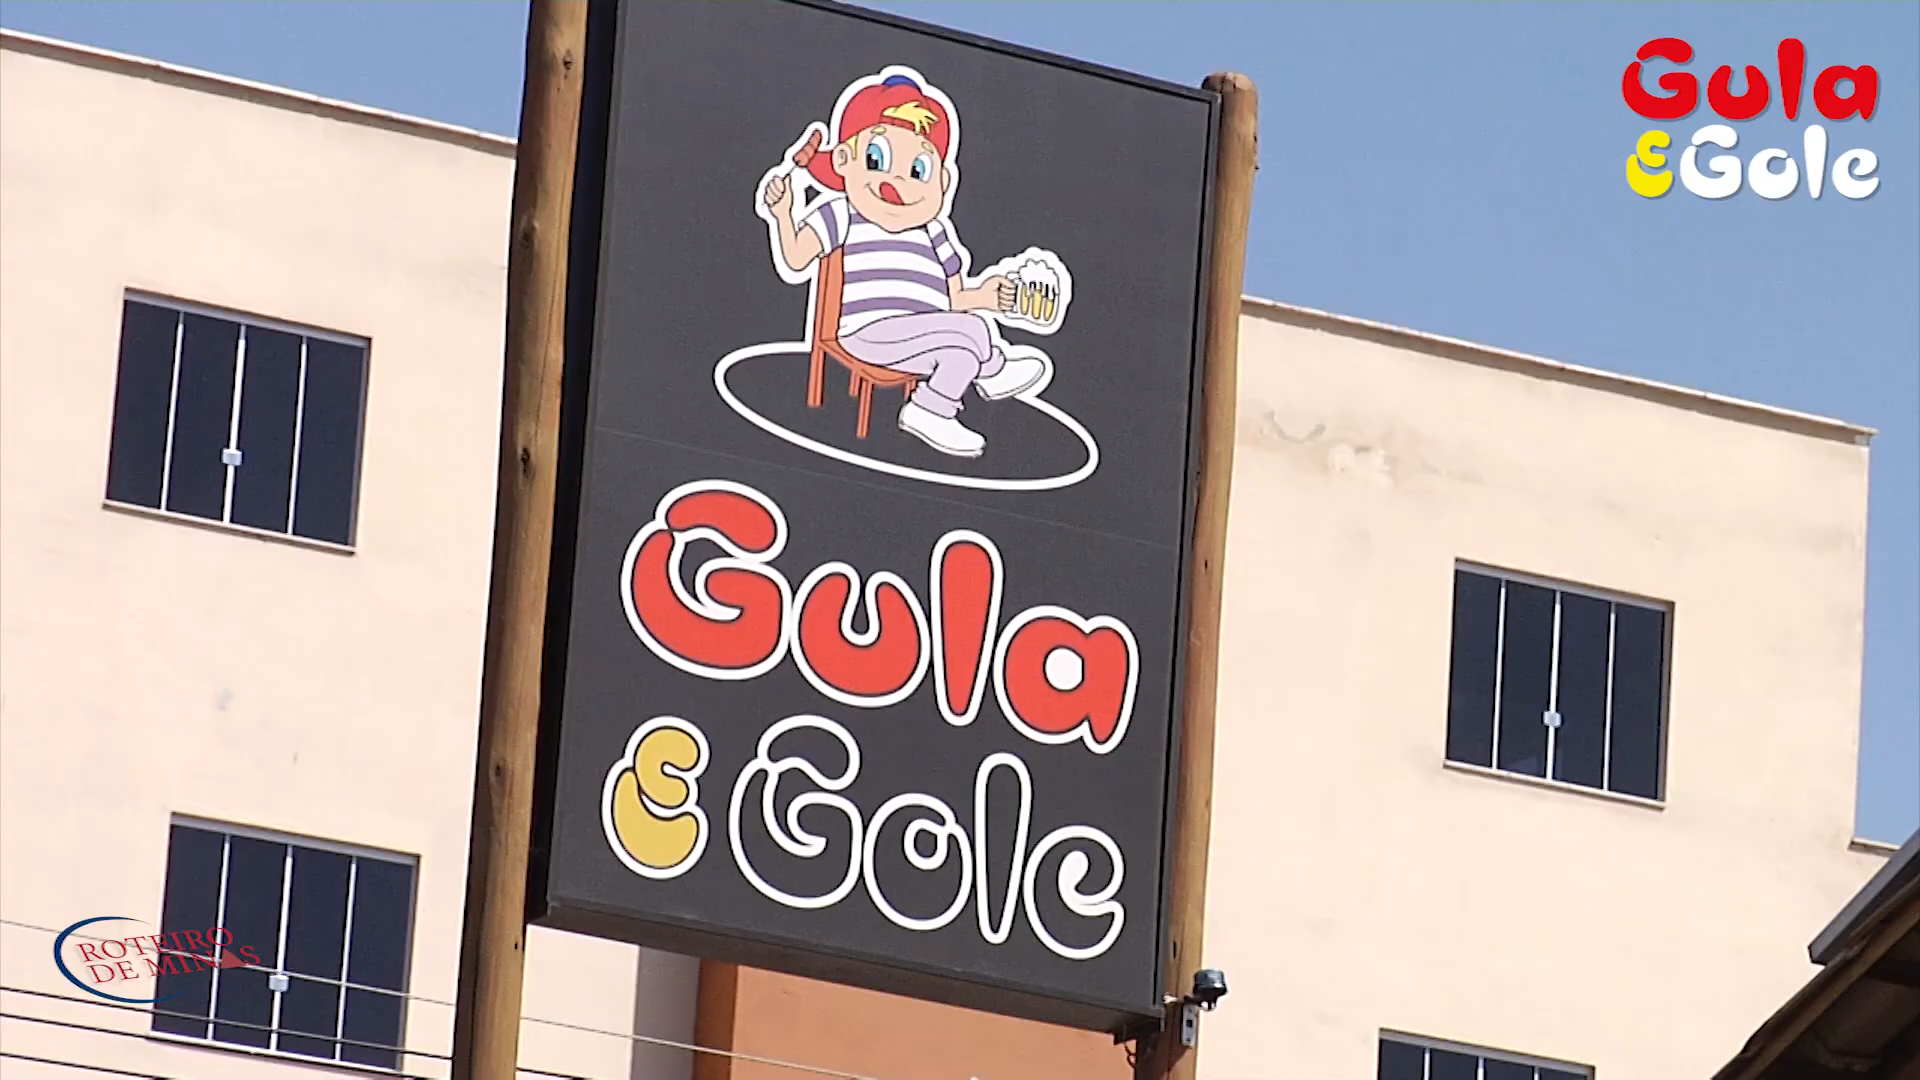 Gula
E Gole
Gula
E Gole
ROTEIRO
DE MINAS